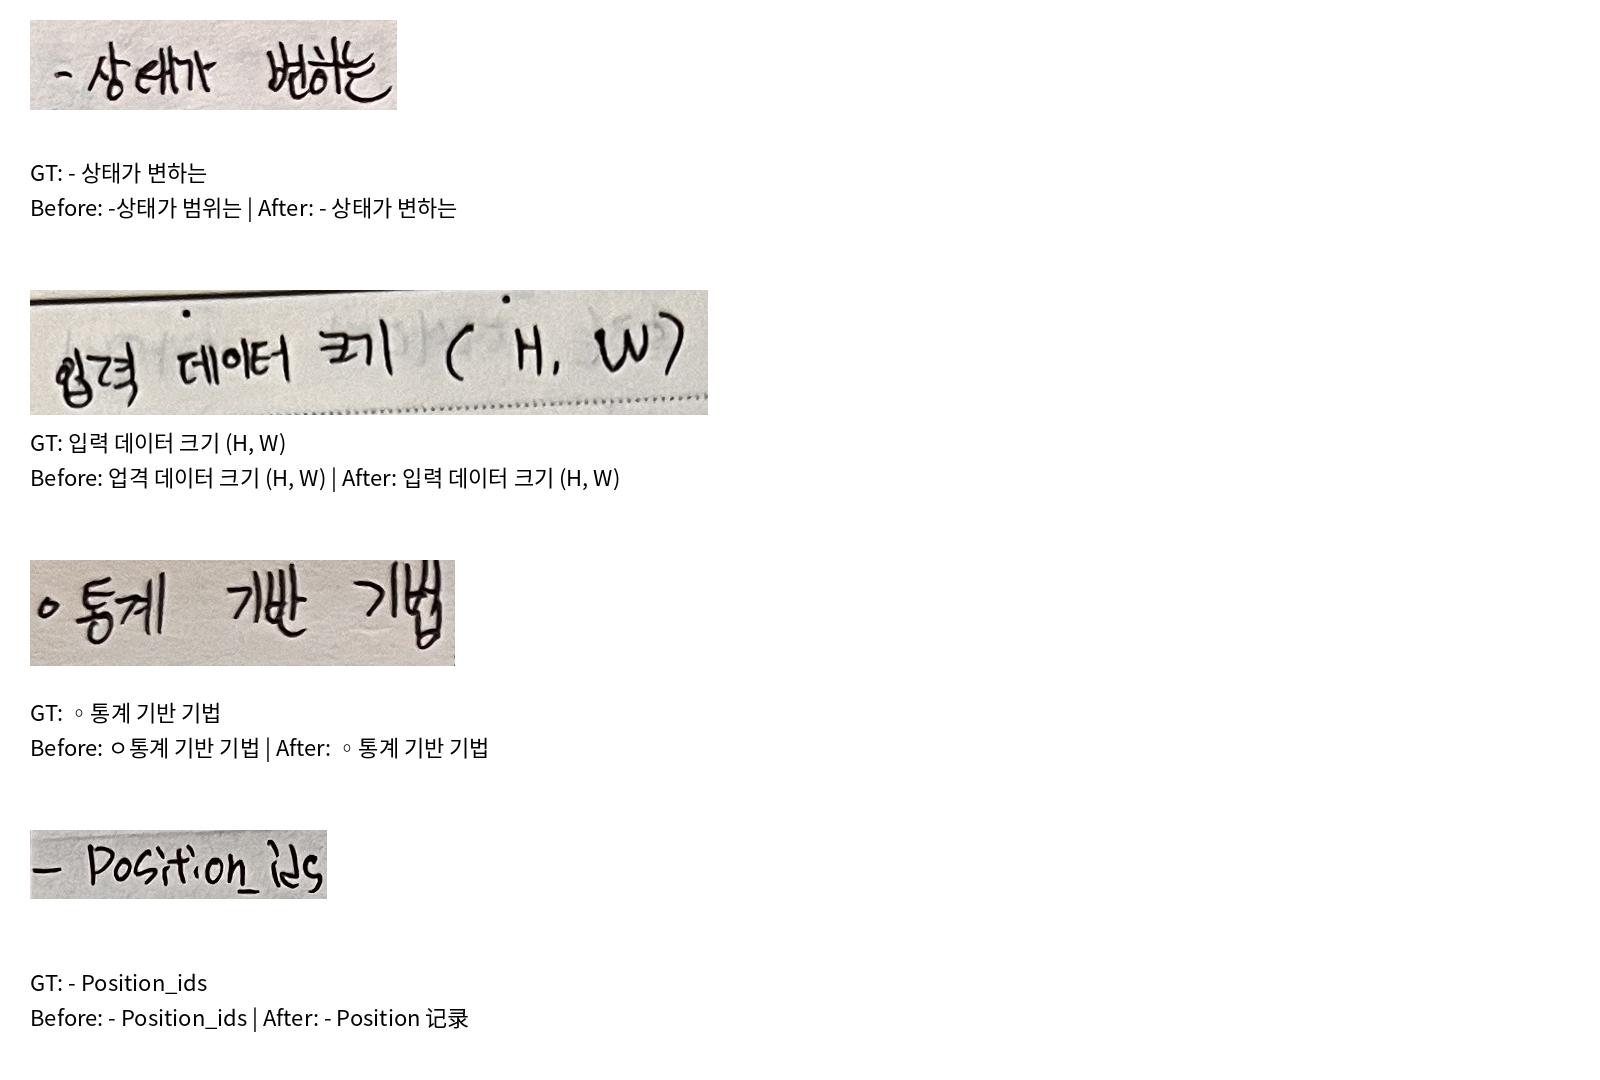 - 상태가 변하는
GT: - 상태가 변하는
Before: -상태가 범위는 | After: - 상태가 변하는
입력 데이터 크기 ( H, W)
GT: 입력 데이터 크기 (H, W)
Before: 업격 데이터 크기 (H, W) | After: 입력 데이터 크기 (H, W)
◦ 통계 기반 기법
GT: ◦ 통계 기반 기법
Before: ㅇ통계 기반 기법 | After: ◦ 통계 기반 기법
- Position_ids
GT: - Position_ids
Before: - Position_ids | After: - Position 记录